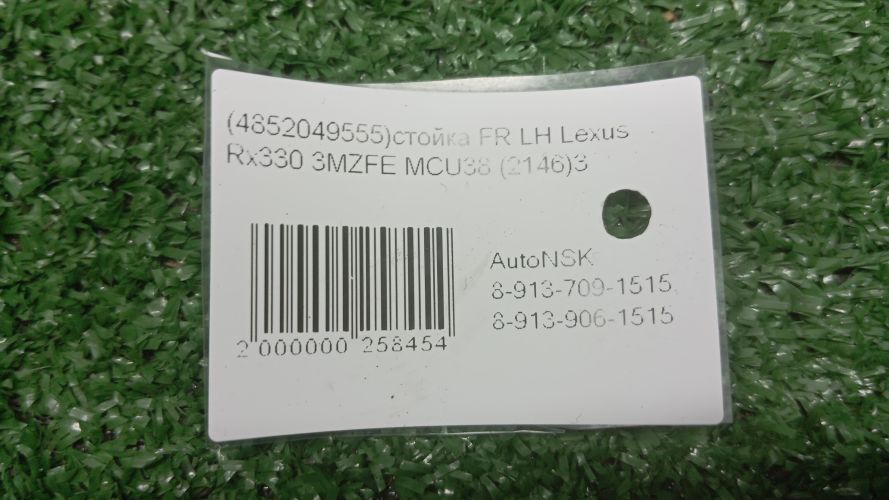 (4852049555)стойка FR LH Lexus
Rx330 3MZFE MCU38 (2146)3
AutoNSK
8-913-709-1515,
8-913-906-1515
2 000000 258454